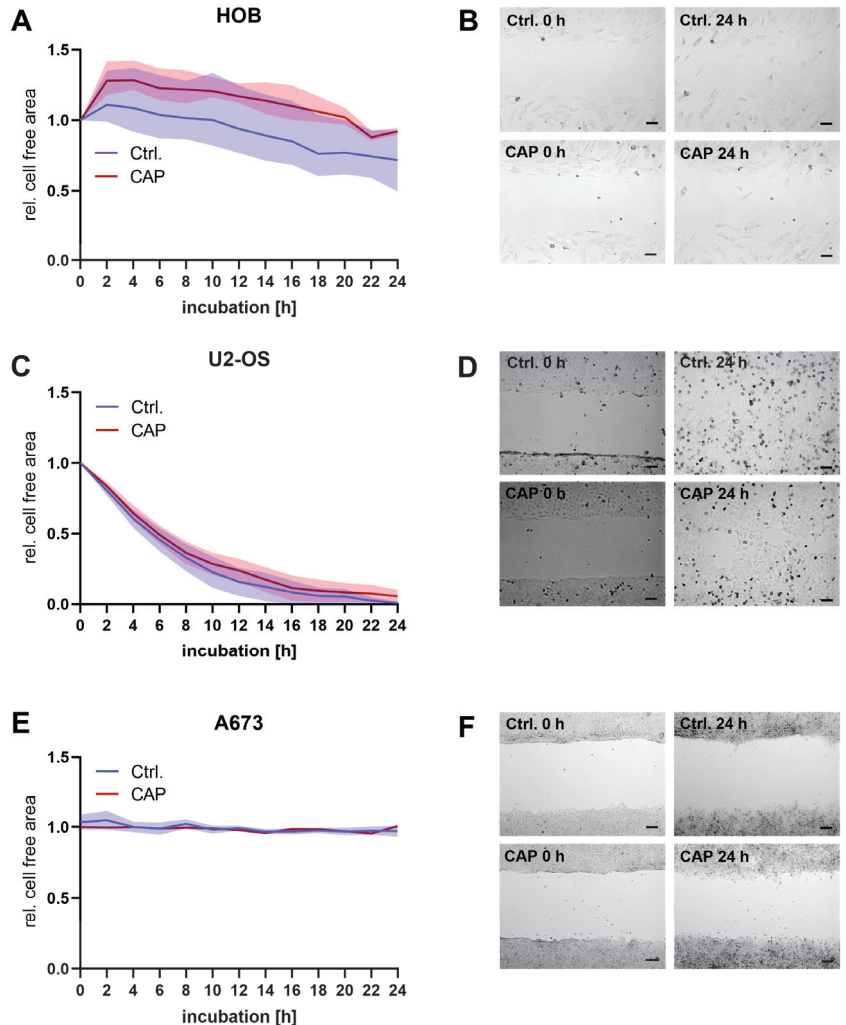 A
HOB
rel. cell free area
1.5
1.0
0.5
0.0
Ctrl.
CAP
0 2 4 6 8 10 12 14 16 18 20 22 24
incubation [h]
B
Ctrl. 0 h
Ctrl. 24 h
CAP 0 h
CAP 24 h
C
U2-OS
rel. cell free area
1.5
1.0
0.5
0.0
Ctrl.
CAP
0 2 4 6 8 10 12 14 16 18 20 22 24
incubation [h]
D
Ctrl. 0 h
Ctrl. 24 h
CAP 0 h
CAP 24 h
E
A673
rel. cell free area
1.5
1.0
0.5
0.0
Ctrl.
CAP
0 2 4 6 8 10 12 14 16 18 20 22 24
incubation [h]
F
Ctrl. 0 h
Ctrl. 24 h
CAP 0 h
CAP 24 h